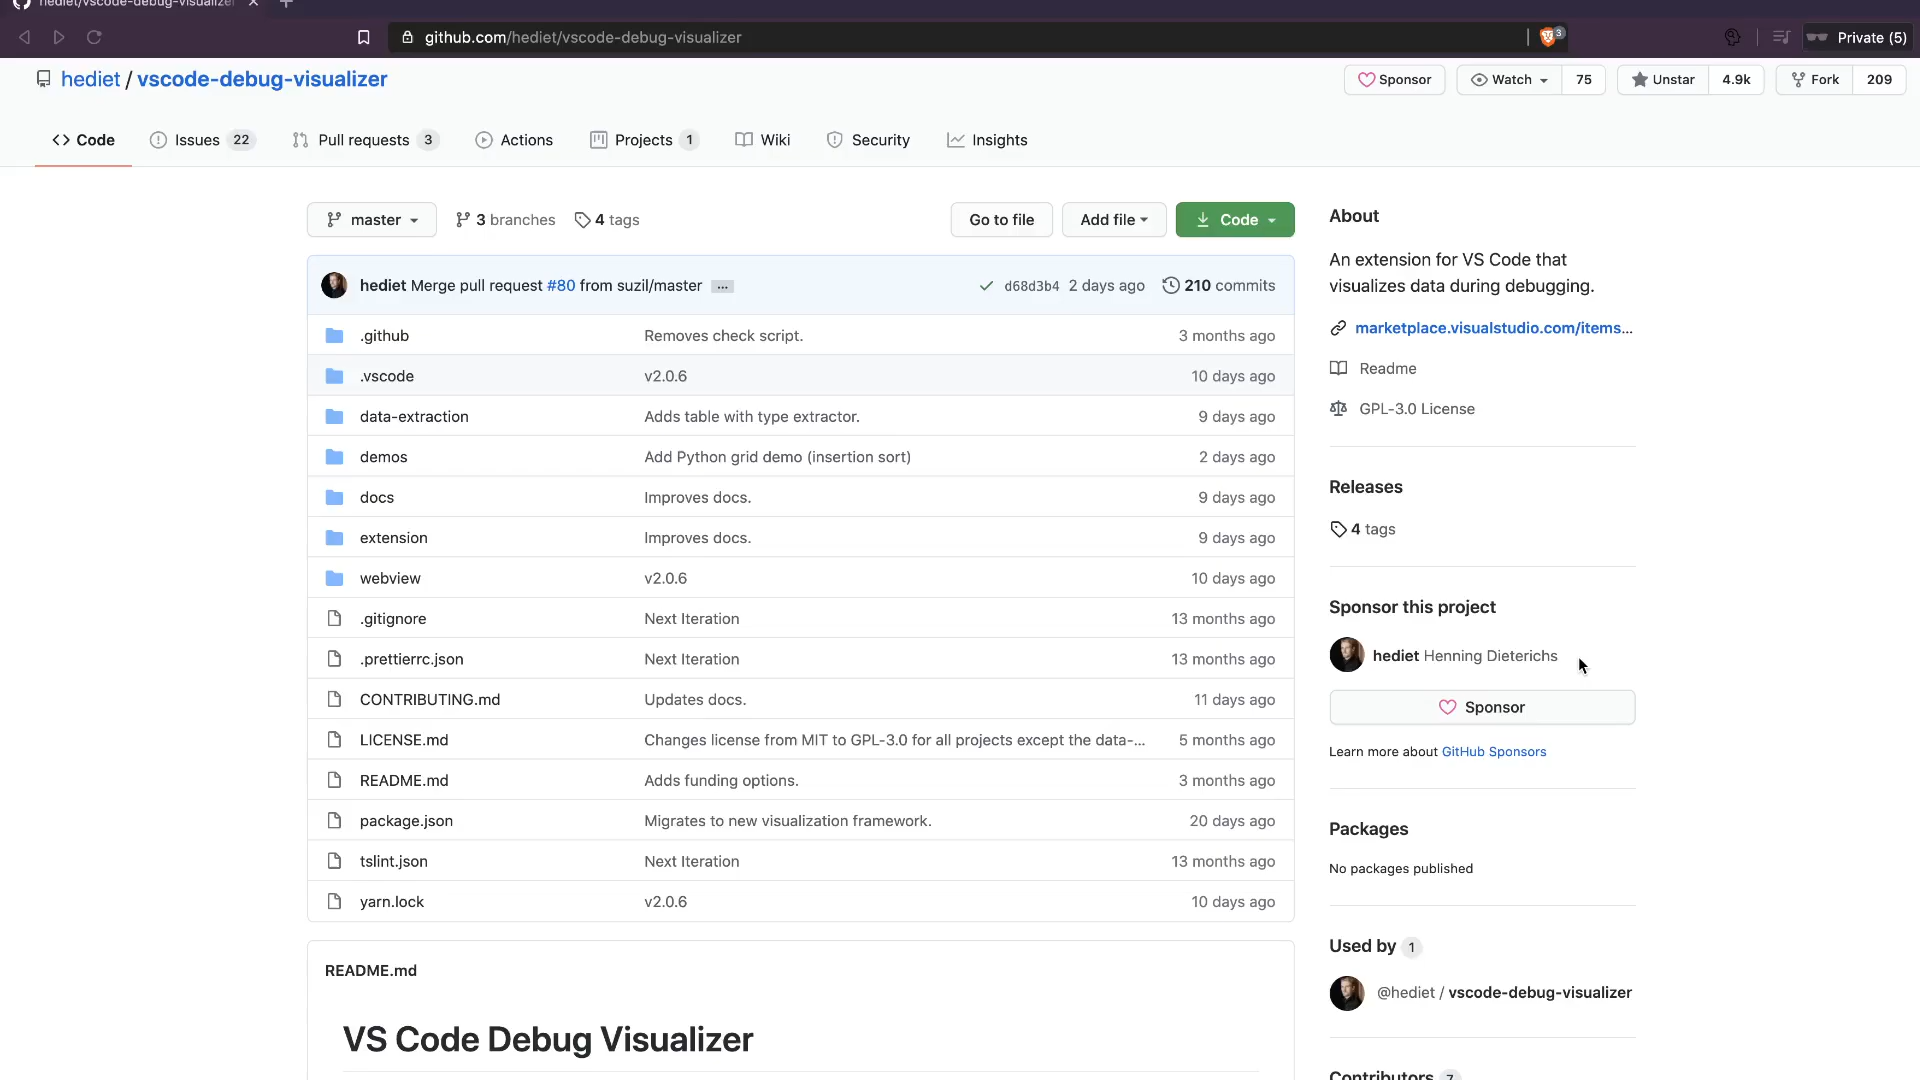 hediet/vscode-debug-visualizer
github.com/hediet/vscode-debug-visualizer
3
Private (5)
hediet / vscode-debug-visualizer
Sponsor
Watch
75
Unstar
4.9k
Fork
209
Code
Issues 22
Pull requests 3
Actions
Projects 1
Wiki
Security
Insights
master
3 branches
4 tags
Go to file
Add file
Code
hediet Merge pull request #80 from suzil/master ...
d68d3b4 2 days ago
210 commits
.github Removes check script. 3 months ago
.vscode v2.0.6 10 days ago
data-extraction Adds table with type extractor. 9 days ago
demos Add Python grid demo (insertion sort) 2 days ago
docs Improves docs. 9 days ago
extension Improves docs. 9 days ago
webview v2.0.6 10 days ago
.gitignore Next Iteration 13 months ago
.prettierrc.json Next Iteration 13 months ago
CONTRIBUTING.md Updates docs. 11 days ago
LICENSE.md Changes license from MIT to GPL-3.0 for all projects except the data-... 5 months ago
README.md Adds funding options. 3 months ago
package.json Migrates to new visualization framework. 20 days ago
tslint.json Next Iteration 13 months ago
yarn.lock v2.0.6 10 days ago
README.md
VS Code Debug Visualizer
About
An extension for VS Code that
visualizes data during debugging.
marketplace.visualstudio.com/items...
Readme
GPL-3.0 License
Releases
4 tags
Sponsor this project
hediet Henning Dieterichs
Sponsor
Learn more about GitHub Sponsors
Packages
No packages published
Used by 1
@hediet / vscode-debug-visualizer
Contributors 7